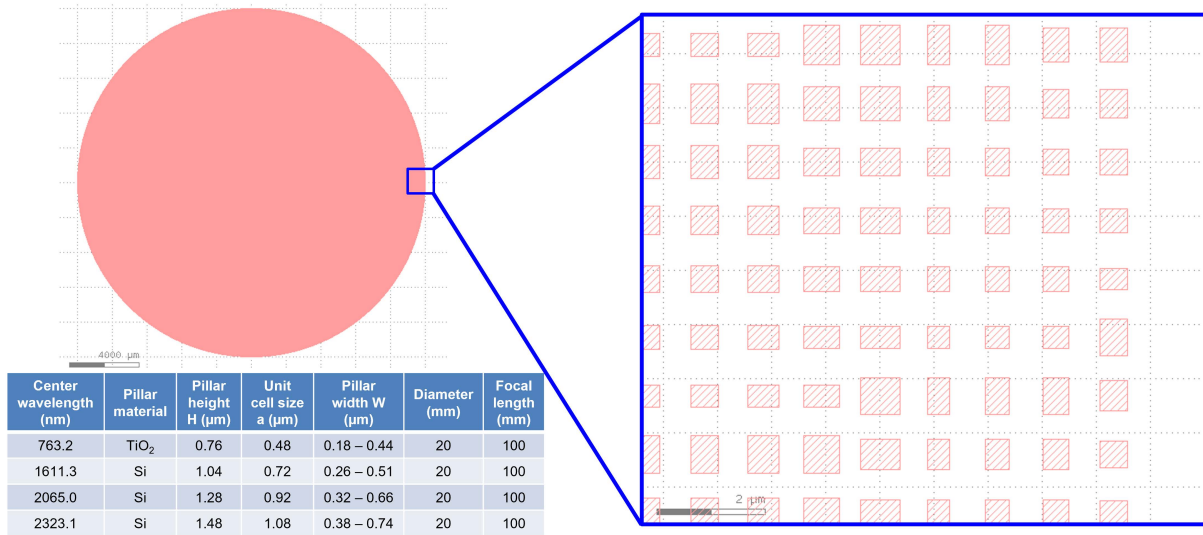 4000 µm
2 µm
Center wavelength (nm) Pillar material Pillar height H (µm) Unit cell size a (µm) Pillar width W (µm) Diameter (mm) Focal length (mm)
763.2 TiO₂ 0.76 0.48 0.18 – 0.44 20 100
1611.3 Si 1.04 0.72 0.26 – 0.51 20 100
2065.0 Si 1.28 0.92 0.32 – 0.66 20 100
2323.1 Si 1.48 1.08 0.38 – 0.74 20 100